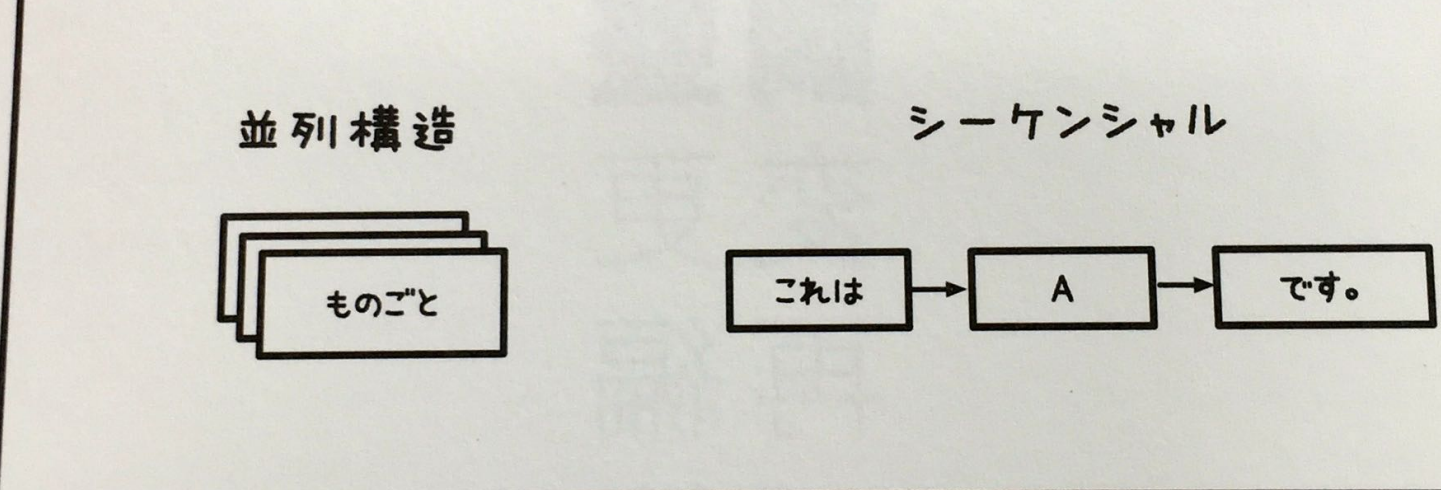 並列構造
ものごと
シーケンシャル
これは
A
です。